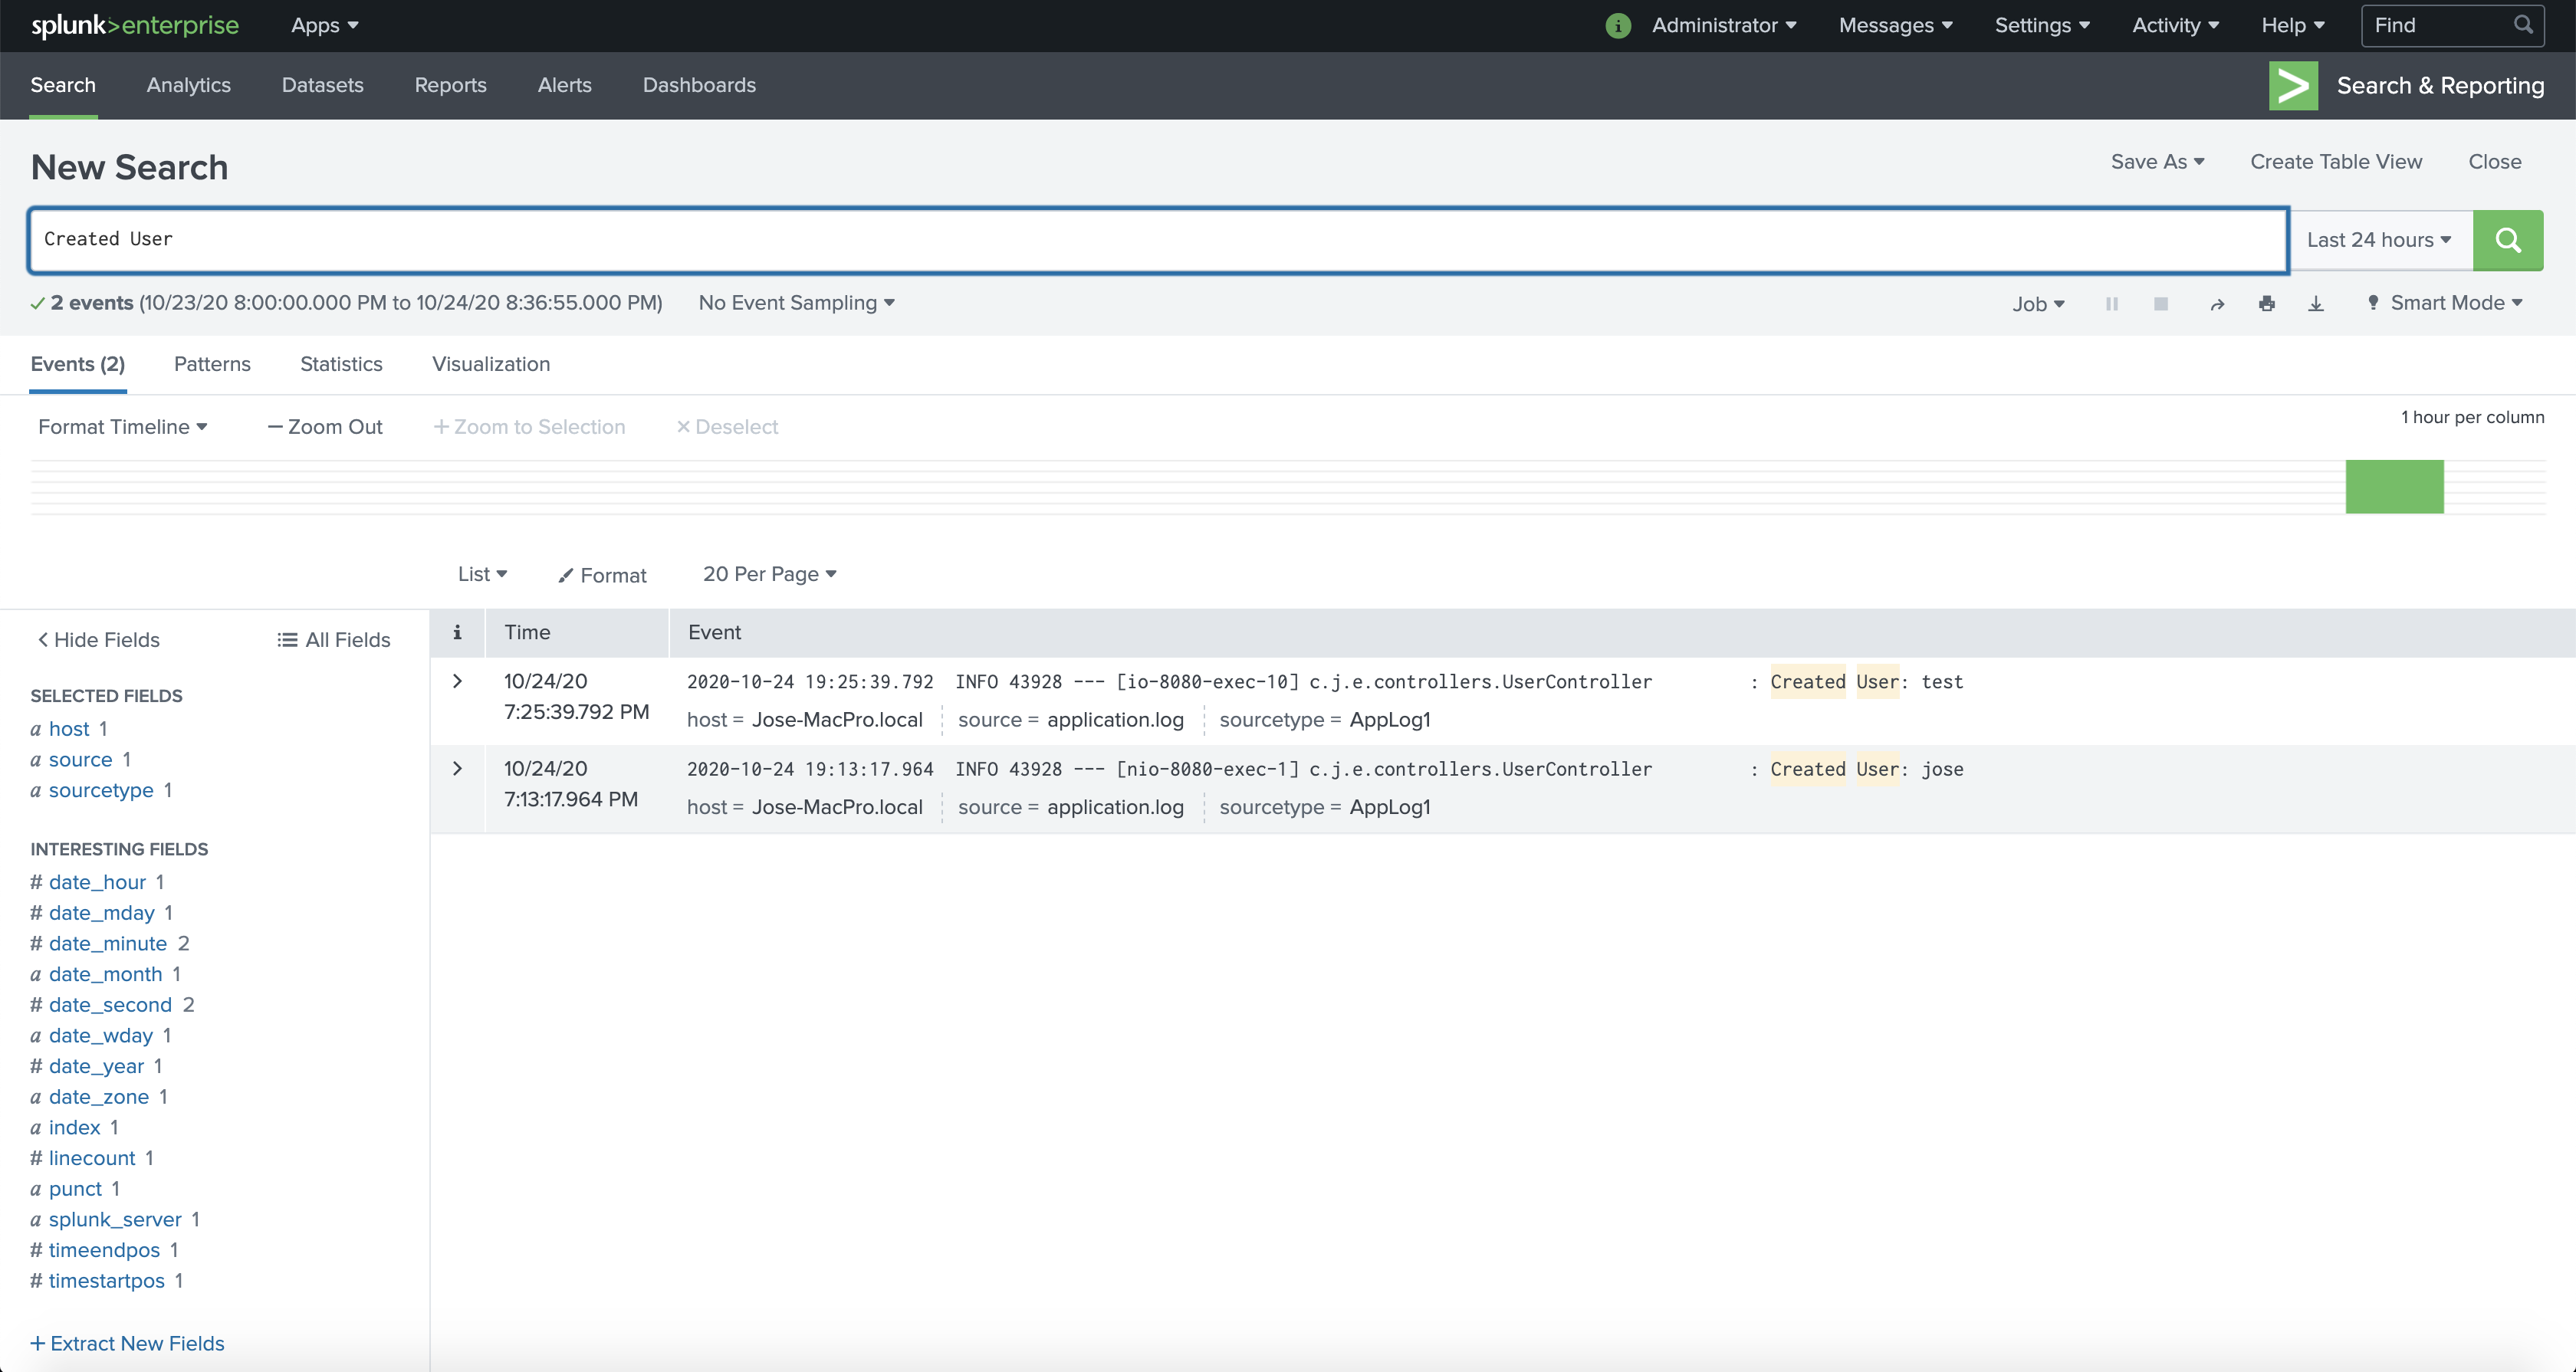 splunk>enterprise Apps Administrator Messages Settings Activity Help Find
Search Analytics Datasets Reports Alerts Dashboards Search & Reporting
New Search Save As Create Table View Close
Created User Last 24 hours
2 events (10/23/20 8:00:00.000 PM to 10/24/20 8:36:55.000 PM) No Event Sampling Job Smart Mode
Events (2) Patterns Statistics Visualization
Format Timeline — Zoom Out + Zoom to Selection × Deselect 1 hour per column
List Format 20 Per Page
< Hide Fields All Fields
i Time Event
SELECTED FIELDS
a host 1
a source 1
a sourcetype 1
INTERESTING FIELDS
# date_hour 1
# date_mday 1
# date_minute 2
a date_month 1
# date_second 2
a date_wday 1
# date_year 1
a date_zone 1
a index 1
# linecount 1
a punct 1
a splunk_server 1
# timeendpos 1
# timestartpos 1
+ Extract New Fields
> 10/24/20 2020-10-24 19:25:39.792 INFO 43928 --- [io-8080-exec-10] c.j.e.controllers.UserController : Created User: test
7:25:39.792 PM host = Jose-MacPro.local source = application.log sourcetype = AppLog1
> 10/24/20 2020-10-24 19:13:17.964 INFO 43928 --- [nio-8080-exec-1] c.j.e.controllers.UserController : Created User: jose
7:13:17.964 PM host = Jose-MacPro.local source = application.log sourcetype = AppLog1